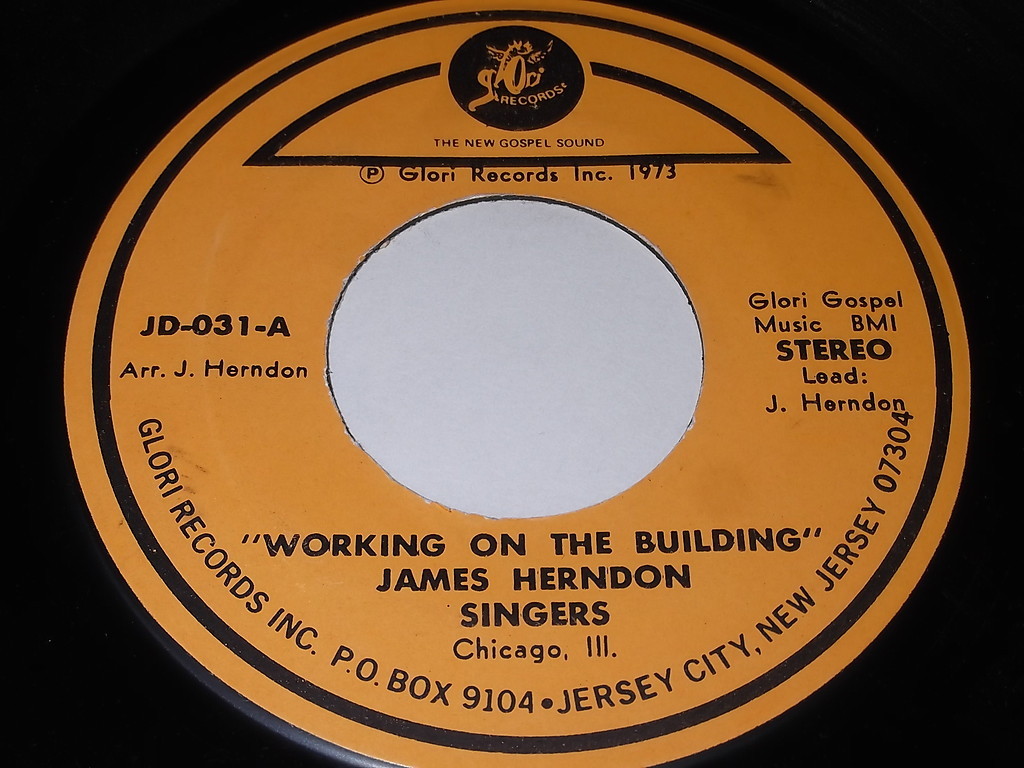 glori
RECORDS
THE NEW GOSPEL SOUND
Ⓟ Glori Records Inc. 1973
JD-031-A
Arr. J. Herndon
Glori Gospel
Music BMI
STEREO
Lead:
J. Herndon
"WORKING ON THE BUILDING"
JAMES HERNDON
SINGERS
Chicago, Ill.
GLORI RECORDS INC. P.O. BOX 9104 • JERSEY CITY, NEW JERSEY 07304